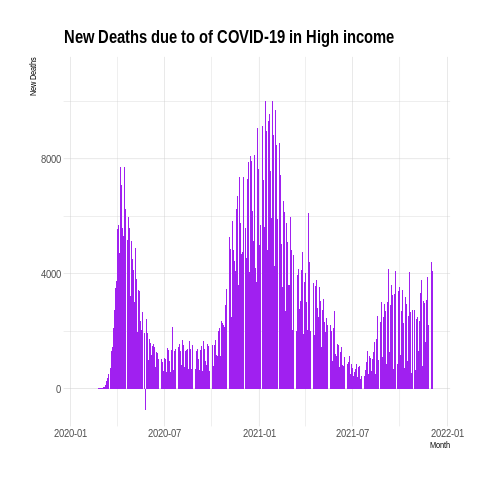 New Deaths due to of COVID-19 in High income
New Deaths
8000
4000
0
2020-01 2020-07 2021-01 2021-07 2022-01
Month